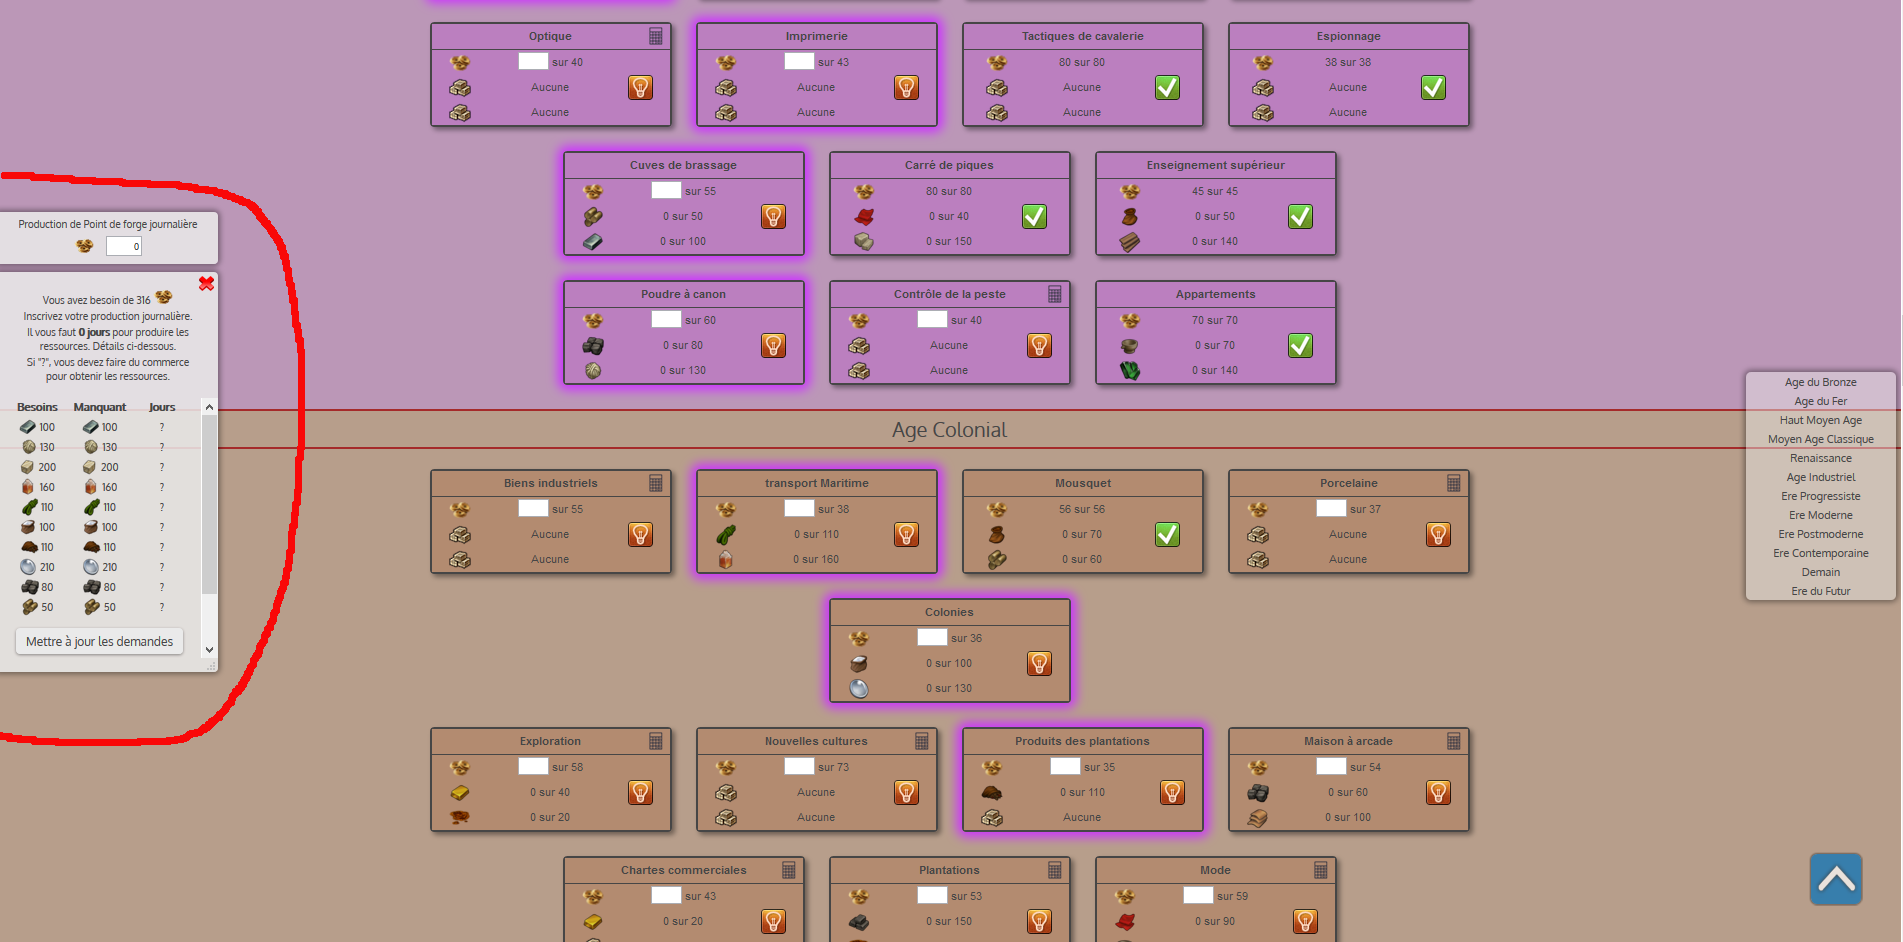 Optique
sur 40
Aucune
Aucune
Imprimerie
sur 43
Aucune
Aucune
Tactiques de cavalerie
80 sur 80
Aucune
Aucune
Espionnage
38 sur 38
Aucune
Aucune
Cuves de brassage
sur 55
0 sur 50
0 sur 100
Carré de piques
80 sur 80
0 sur 40
0 sur 150
Enseignement supérieur
45 sur 45
0 sur 50
0 sur 140
Production de Point de forge journalière
0
Vous avez besoin de 316
Inscrivez votre production journalière.
Il vous faut 0 jours pour produire les
ressources. Détails ci-dessous.
Si "?", vous devez faire du commerce
pour obtenir les ressources.
Besoins Manquant Jours
100 100 ?
130 130 ?
200 200 ?
160 160 ?
110 110 ?
100 100 ?
110 110 ?
210 210 ?
80 80 ?
50 50 ?
Mettre à jour les demandes
Poudre à canon
sur 60
0 sur 80
0 sur 130
Contrôle de la peste
sur 40
Aucune
Aucune
Appartements
70 sur 70
0 sur 70
0 sur 140
Age du Bronze
Age du Fer
Haut Moyen Age
Moyen Age Classique
Renaissance
Age Industriel
Ere Progressiste
Ere Moderne
Ere Postmoderne
Ere Contemporaine
Demain
Ere du Futur
Age Colonial
Biens industriels
sur 55
Aucune
Aucune
transport Maritime
sur 38
0 sur 110
0 sur 160
Mousquet
56 sur 56
0 sur 70
0 sur 60
Porcelaine
sur 37
Aucune
Aucune
Colonies
sur 36
0 sur 100
0 sur 130
Exploration
sur 58
0 sur 40
0 sur 20
Nouvelles cultures
sur 73
Aucune
Aucune
Produits des plantations
sur 35
0 sur 110
Aucune
Maison à arcade
sur 54
0 sur 60
0 sur 100
Chartes commerciales
sur 43
0 sur 20
Plantations
sur 53
0 sur 150
Mode
sur 59
0 sur 90